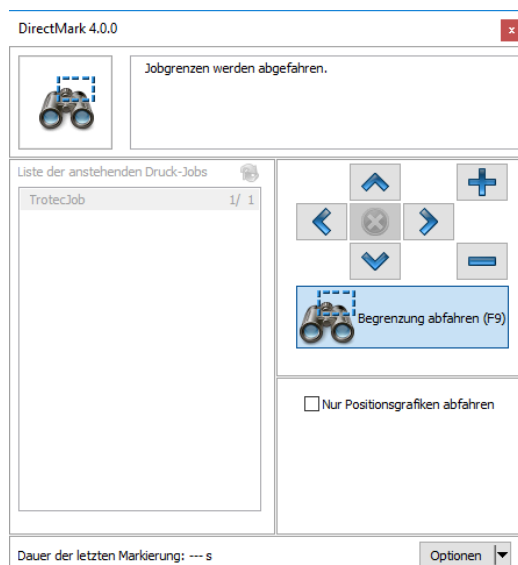 DirectMark 4.0.0
x
Jobgrenzen werden abgefahren.
Liste der anstehenden Druck-Jobs
TrotecJob 1/ 1
Begrenzung abfahren (F9)
Nur Positionsgrafiken abfahren
Dauer der letzten Markierung: --- s
Optionen